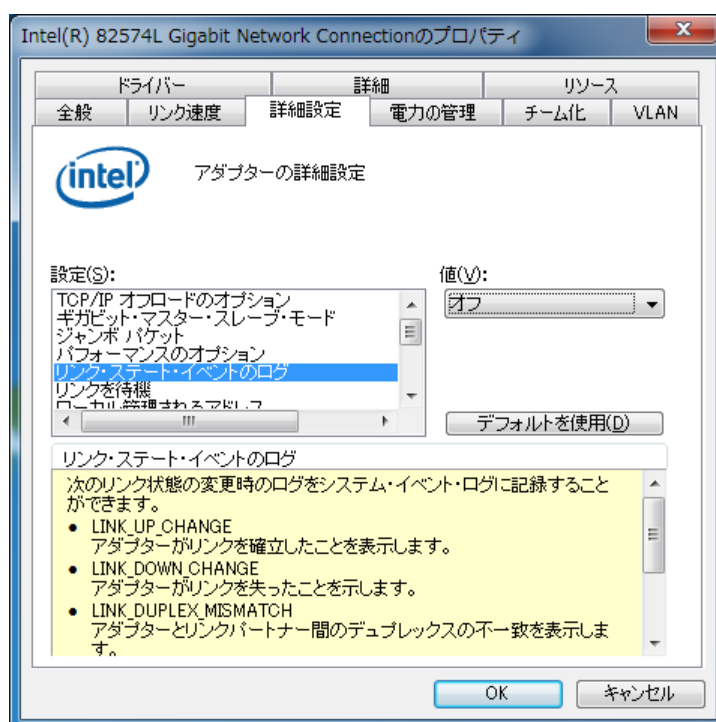 Intel(R) 82574L Gigabit Network Connectionのプロパティ
ドライバー 詳細 リソース
全般 リンク速度 詳細設定 電力の管理 チーム化 VLAN
intel アダプターの詳細設定
設定(S): 値(V):
TCP/IP オフロードのオプション オフ
ギガビット・マスター・スレーブ・モード
ジャンボ パケット
パフォーマンスのオプション
リンク・ステート・イベントのログ
リンクを待機
ローカル管理されるアドレス
デフォルトを使用(D)
リンク・ステート・イベントのログ
次のリンク状態の変更時のログをシステム・イベント・ログに記録すること
ができます。
● LINK_UP_CHANGE
アダプターがリンクを確立したことを表示します。
● LINK_DOWN_CHANGE
アダプターがリンクを失ったことを示します。
● LINK_DUPLEX_MISMATCH
アダプターとリンクパートナー間のデュプレックスの不一致を表示しま
す。
OK キャンセル